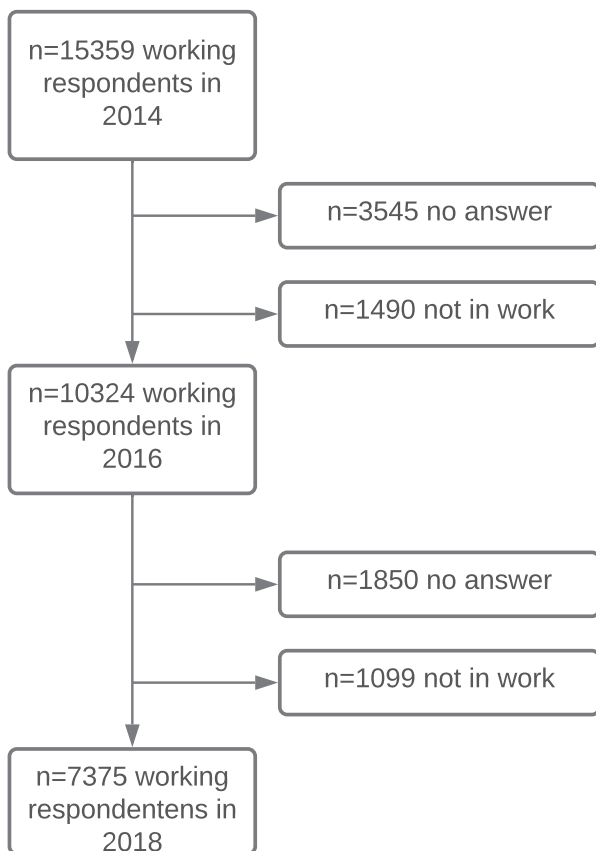 n=15359 working
respondents in
2014
n=3545 no answer
n=1490 not in work
n=10324 working
respondents in
2016
n=1850 no answer
n=1099 not in work
n=7375 working
respondentens in
2018